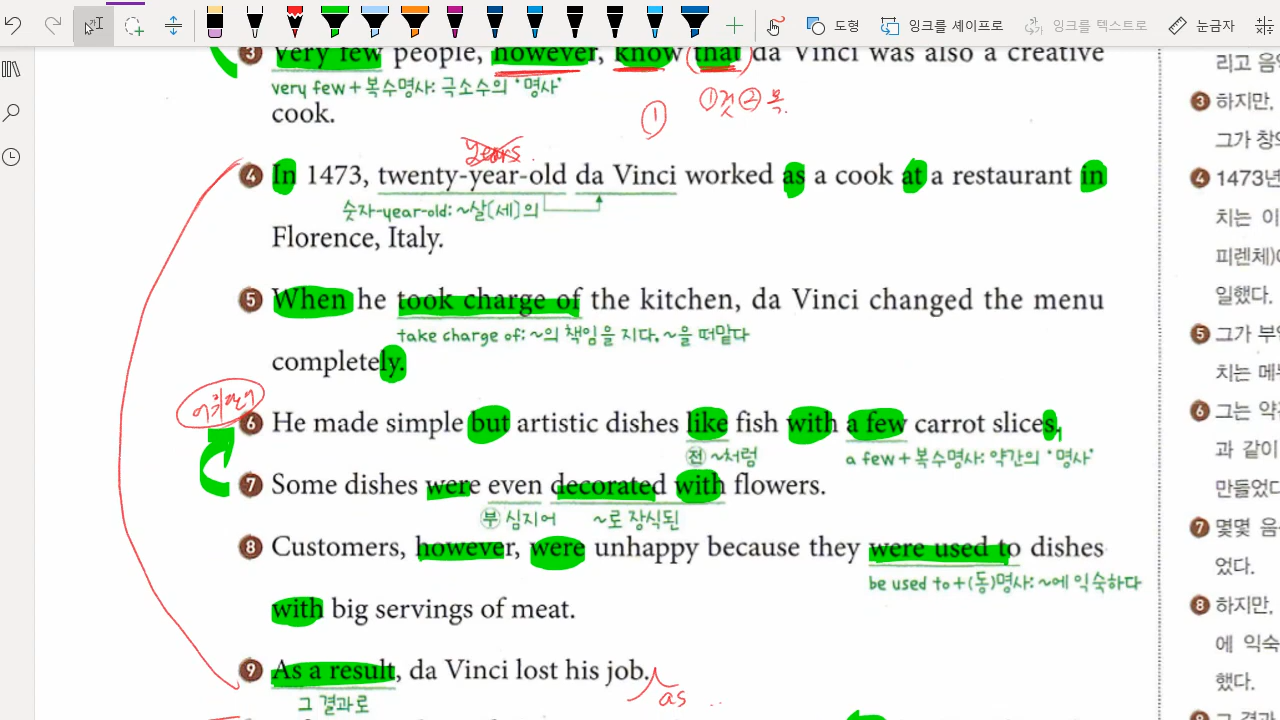 도형 잉크를 셰이프로 잉크를 텍스트로 눈금자
③ Very few people, however, know (that) da Vinci was also a creative
very few+복수명사: 극소수의 '명사'
①것 ②목.
cook.
①
years
④ In 1473, twenty-year-old da Vinci worked as a cook at a restaurant in
숫자-year-old: ~살(세)의
Florence, Italy.
⑤ When he took charge of the kitchen, da Vinci changed the menu
take charge of: ~의 책임을 지다, ~을 떠맡다
completely.
어휘단어
⑥ He made simple but artistic dishes like fish with a few carrot slices.
전 ~처럼
a few+복수명사: 약간의 '명사'
⑦ Some dishes were even decorated with flowers.
부 심지어 ~로 장식된
⑧ Customers, however, were unhappy because they were used to dishes
be used to+(동)명사: ~에 익숙하다
with big servings of meat.
⑨ As a result, da Vinci lost his job.
as
그 결과로
리고 음
③ 하지만,
그가 창
④ 1473년
치는 이
피렌체)
일했다.
⑤ 그가 부
치는 메
⑥ 그는 약
과 같이
만들었다
⑦ 몇몇 음
었다.
⑧ 하지만,
에 익숙
했다.
그 결과